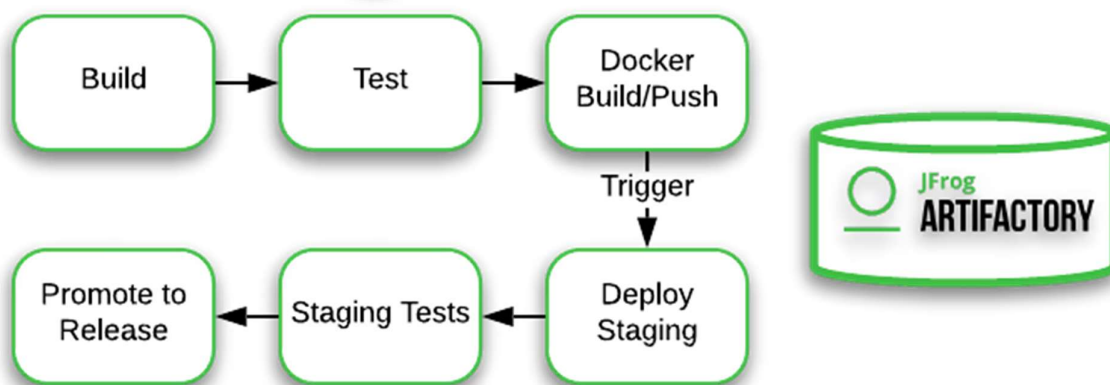 Build
Test
Docker
Build/Push
Trigger
Deploy
Staging
Staging Tests
Promote to
Release
JFrog
ARTIFACTORY